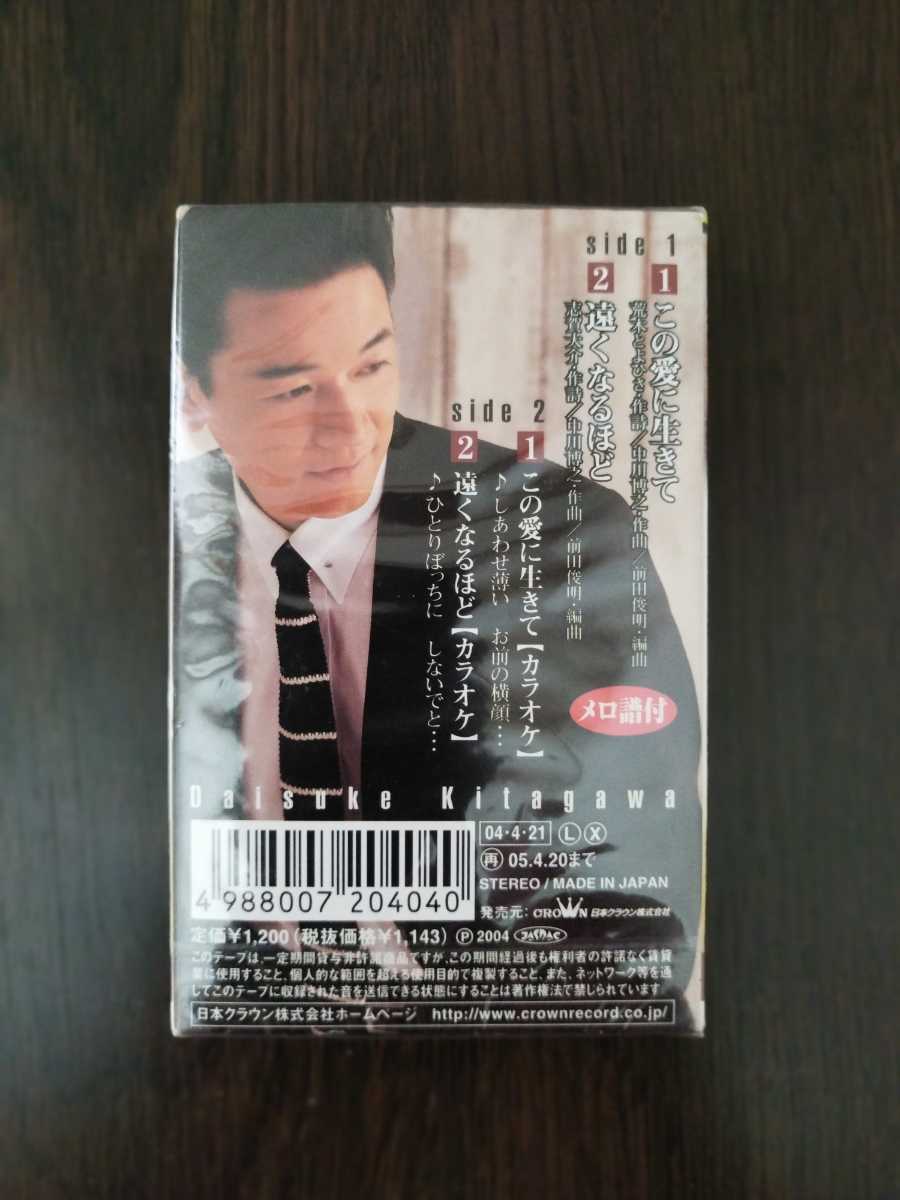 side 1
1 この愛に生きて
荒木とよひさ・作詩／中川博之・作曲／前田俊明・編曲
2 遠くなるほど
志賀大介・作詩／中川博之・作曲／前田俊明・編曲
side 2
1 この愛に生きて【カラオケ】
♪しあわせ薄い お前の横顔…
2 遠くなるほど【カラオケ】
♪ひとりぼっちに しないでと…
メロ譜付
Daisuke Kitagawa
04・4・21 Ⓛ Ⓧ
再 05.4.20まで
STEREO / MADE IN JAPAN
発売元: CROWN 日本クラウン株式会社
4 988007 204040
定価¥1,200(税抜価格¥1,143) Ⓟ 2004 JASRAC
このテープは、一定期間貸与非許諾商品ですが、この期間経過後も権利者の許諾なく賃貸
業に使用すること、個人的な範囲を超える使用目的で複製すること、また、ネットワーク等を通
してこのテープに収録された音を送信できる状態にすることは著作権法で禁じられています
日本クラウン株式会社ホームページ http://www.crownrecord.co.jp/